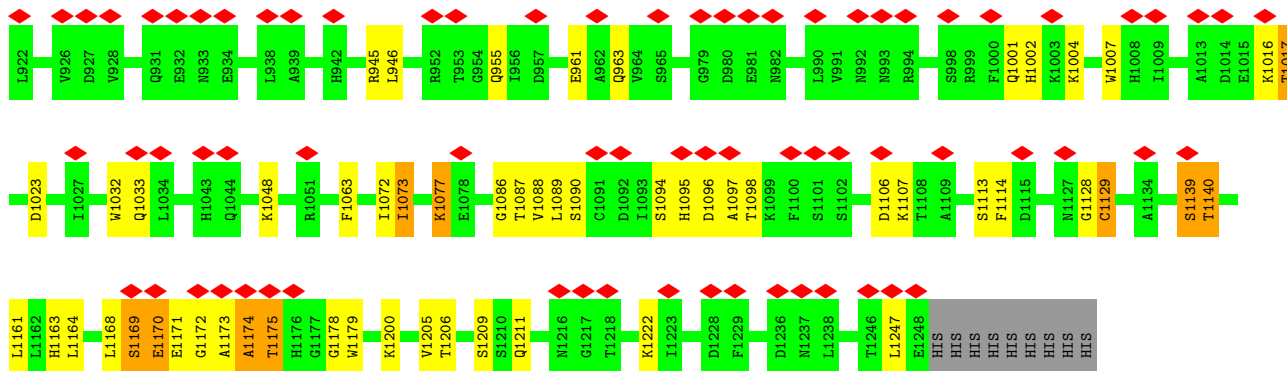 L922 V926 D927 V928 Q931 E932 N933 E934 L938 A939 H942 R945 L946 R952 T953 G954 Q955 I956 D957 E961 A962 Q963 V964 S965 G979 D980 E981 N982 L990 V991 N992 N993 R994 S998 R999 F1000 Q1001 H1002 K1003 K1004 W1007 H1008 I1009 A1013 D1014 E1015 K1016 T1017
D1023 I1027 W1032 Q1033 L1034 H1043 Q1044 K1048 R1051 F1063 I1072 I1073 K1077 E1078 G1086 T1087 V1088 L1089 S1090 C1091 D1092 I1093 S1094 H1095 D1096 A1097 T1098 K1099 F1100 S1101 S1102 D1106 K1107 T1108 A1109 S1113 F1114 D1115 N1127 G1128 C1129 A1134 S1139 T1140
L1161 L1162 H1163 L1164 L1168 S1169 E1170 E1171 G1172 A1173 A1174 T1175 H1176 G1177 G1178 W1179 K1200 V1205 T1206 S1209 S1210 Q1211 N1216 G1217 T1218 K1222 I1223 D1228 F1229 D1236 N1237 L1238 T1246 L1247 E1248 HIS HIS HIS HIS HIS HIS HIS HIS